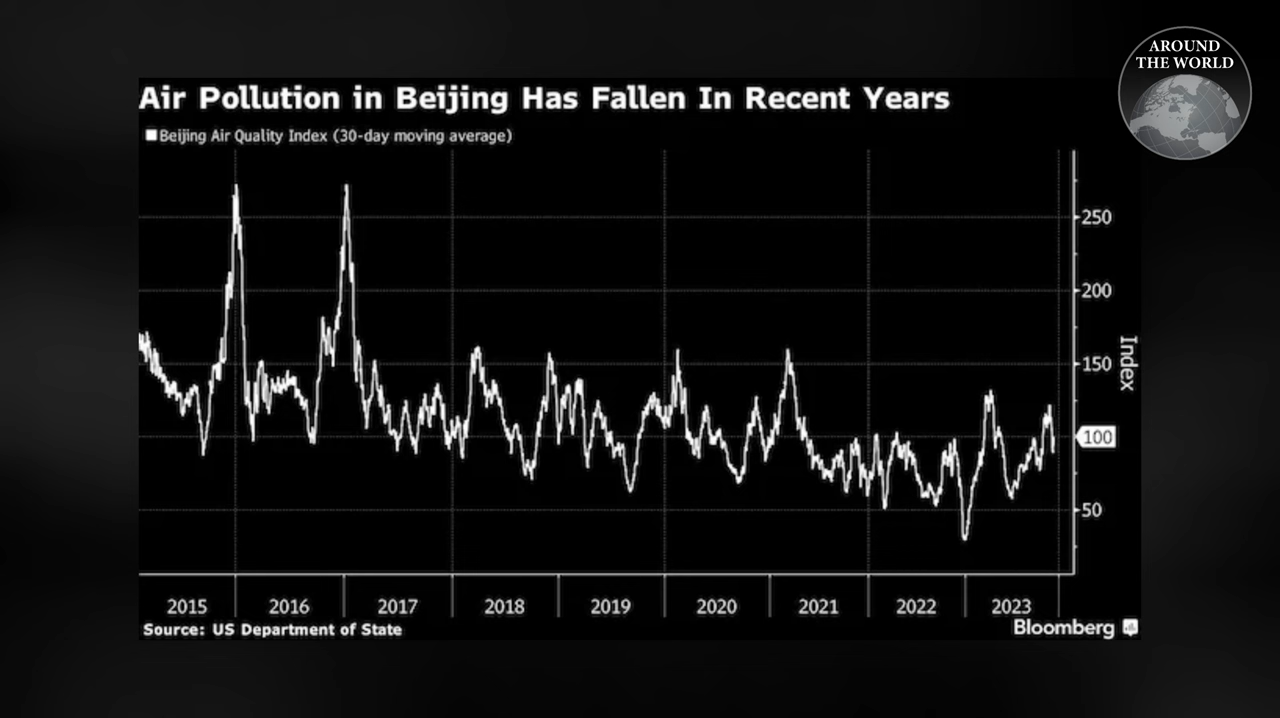 AROUND
THE WORLD
Air Pollution in Beijing Has Fallen In Recent Years
Beijing Air Quality Index (30-day moving average)
250
200
150
100
50
Index
2015 2016 2017 2018 2019 2020 2021 2022 2023
Source: US Department of State
Bloomberg